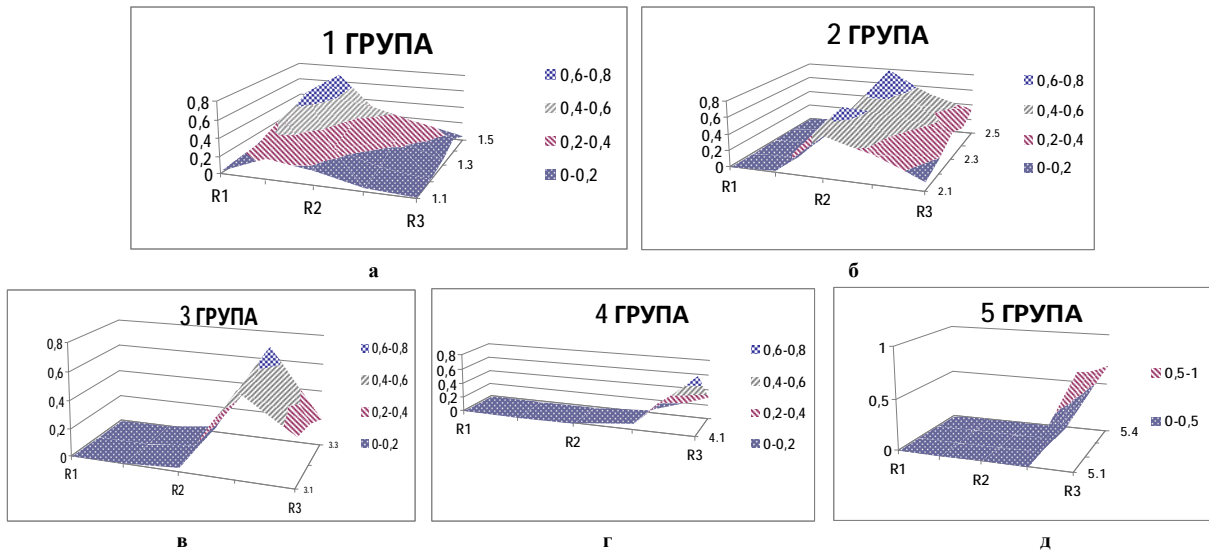 1 ГРУПА
0,8
0,6
0,4
0,2
0
R1
R2
R3
1.1
1.3
1.5
0,6-0,8
0,4-0,6
0,2-0,4
0-0,2
а
2 ГРУПА
0,8
0,6
0,4
0,2
0
R1
R2
R3
2.1
2.3
2.5
0,6-0,8
0,4-0,6
0,2-0,4
0-0,2
б
3 ГРУПА
0,8
0,6
0,4
0,2
0
R1
R2
R3
3.1
3.3
0,6-0,8
0,4-0,6
0,2-0,4
0-0,2
в
4 ГРУПА
0,8
0,6
0,4
0,2
0
R1
R2
R3
4.1
0,6-0,8
0,4-0,6
0,2-0,4
0-0,2
г
5 ГРУПА
1
0,5
0
R1
R2
R3
5.1
5.4
0,5-1
0-0,5
д